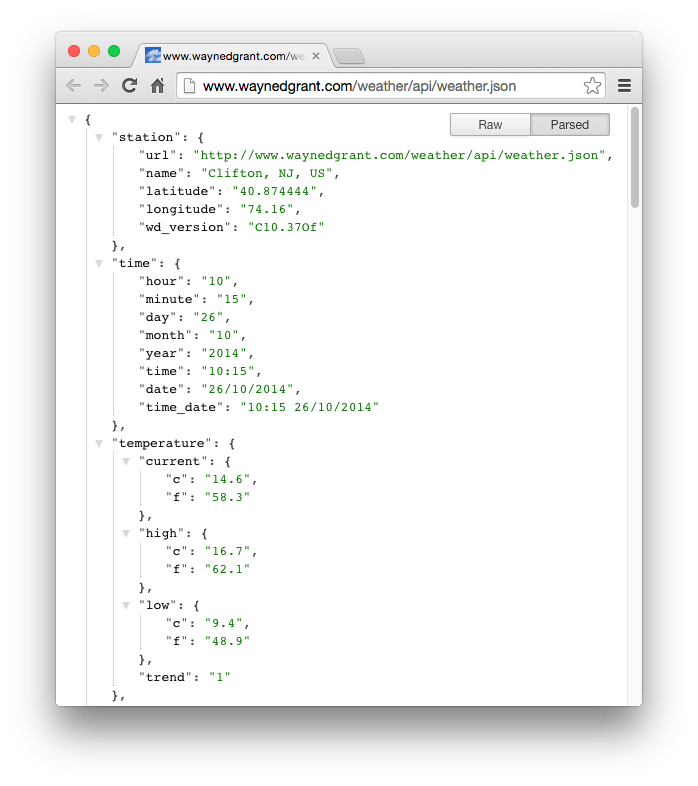 www.waynedgrant.com/we
www.waynedgrant.com/weather/api/weather.json
Raw Parsed
{
"station": {
"url": "http://www.waynedgrant.com/weather/api/weather.json",
"name": "Clifton, NJ, US",
"latitude": "40.874444",
"longitude": "74.16",
"wd_version": "C10.37Of"
},
"time": {
"hour": "10",
"minute": "15",
"day": "26",
"month": "10",
"year": "2014",
"time": "10:15",
"date": "26/10/2014",
"time_date": "10:15 26/10/2014"
},
"temperature": {
"current": {
"c": "14.6",
"f": "58.3"
},
"high": {
"c": "16.7",
"f": "62.1"
},
"low": {
"c": "9.4",
"f": "48.9"
},
"trend": "1"
},